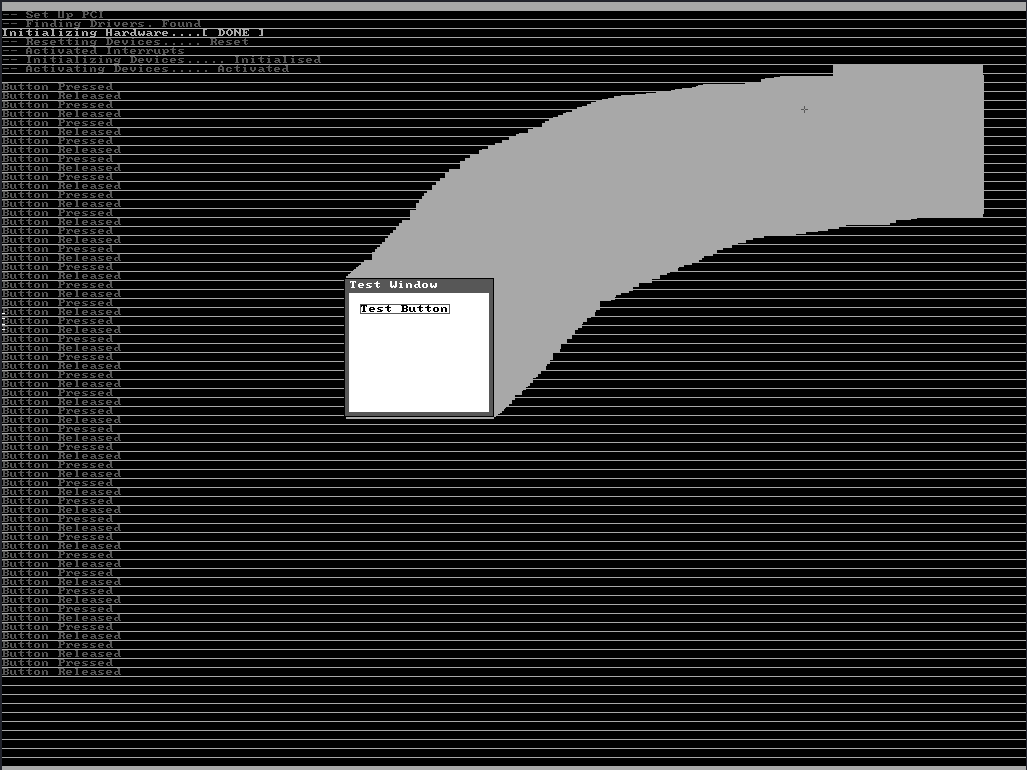 -- Set Up PCI
-- Finding Drivers. Found
Initializing Hardware....[ DONE ]
-- Resetting Devices..... Reset
-- Activated Interrupts
-- Initializing Devices..... Initialised
-- Activating Devices..... Activated
Button Pressed
Button Released
Button Pressed
Button Released
Button Pressed
Button Released
Button Pressed
Button Released
Button Pressed
Button Released
Button Pressed
Button Released
Button Pressed
Button Released
Button Pressed
Button Released
Button Pressed
Button Released
Button Pressed
Button Released
Button Pressed
Button Released
Button Pressed
Button Released
Button Pressed
Button Released
Button Pressed
Button Released
Button Pressed
Button Released
Button Pressed
Button Released
Button Pressed
Button Released
Button Pressed
Button Released
Button Pressed
Button Released
Button Pressed
Button Released
Button Pressed
Button Released
Button Pressed
Button Released
Button Pressed
Button Released
Button Pressed
Button Released
Button Pressed
Button Released
Button Pressed
Button Released
Button Pressed
Button Released
Button Pressed
Button Released
Button Pressed
Button Released
Button Pressed
Button Released
Button Pressed
Button Released
Button Pressed
Button Released
Button Pressed
Button Released
Test Window
Test Button